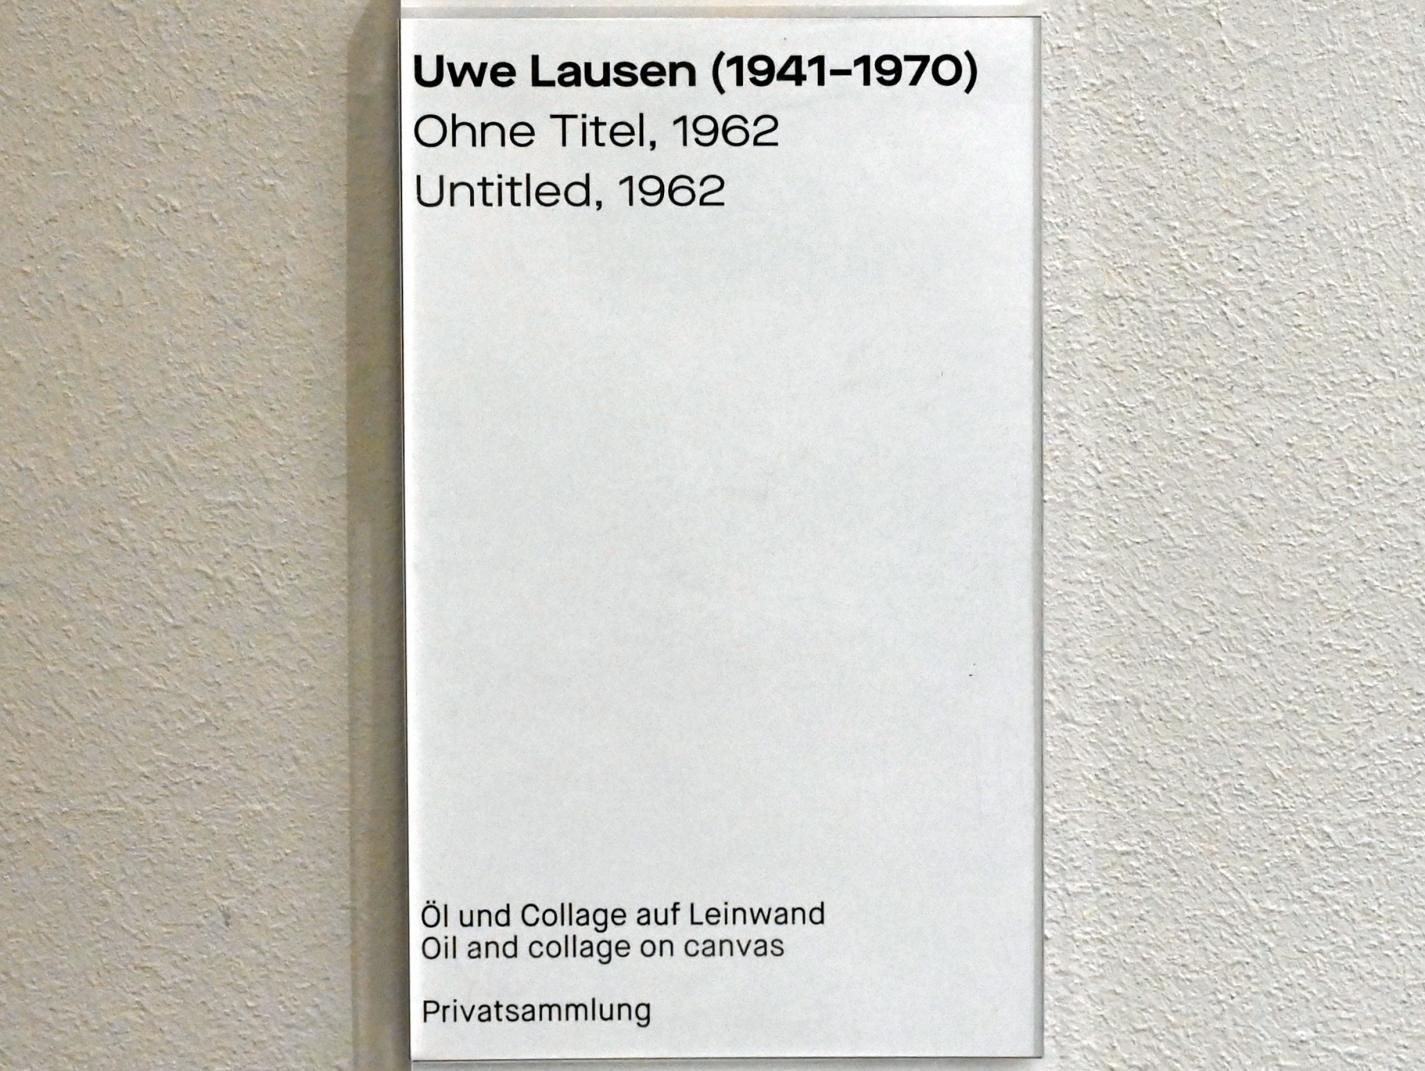 Uwe Lausen (1941–1970)
Ohne Titel, 1962
Untitled, 1962
Öl und Collage auf Leinwand
Oil and collage on canvas
Privatsammlung